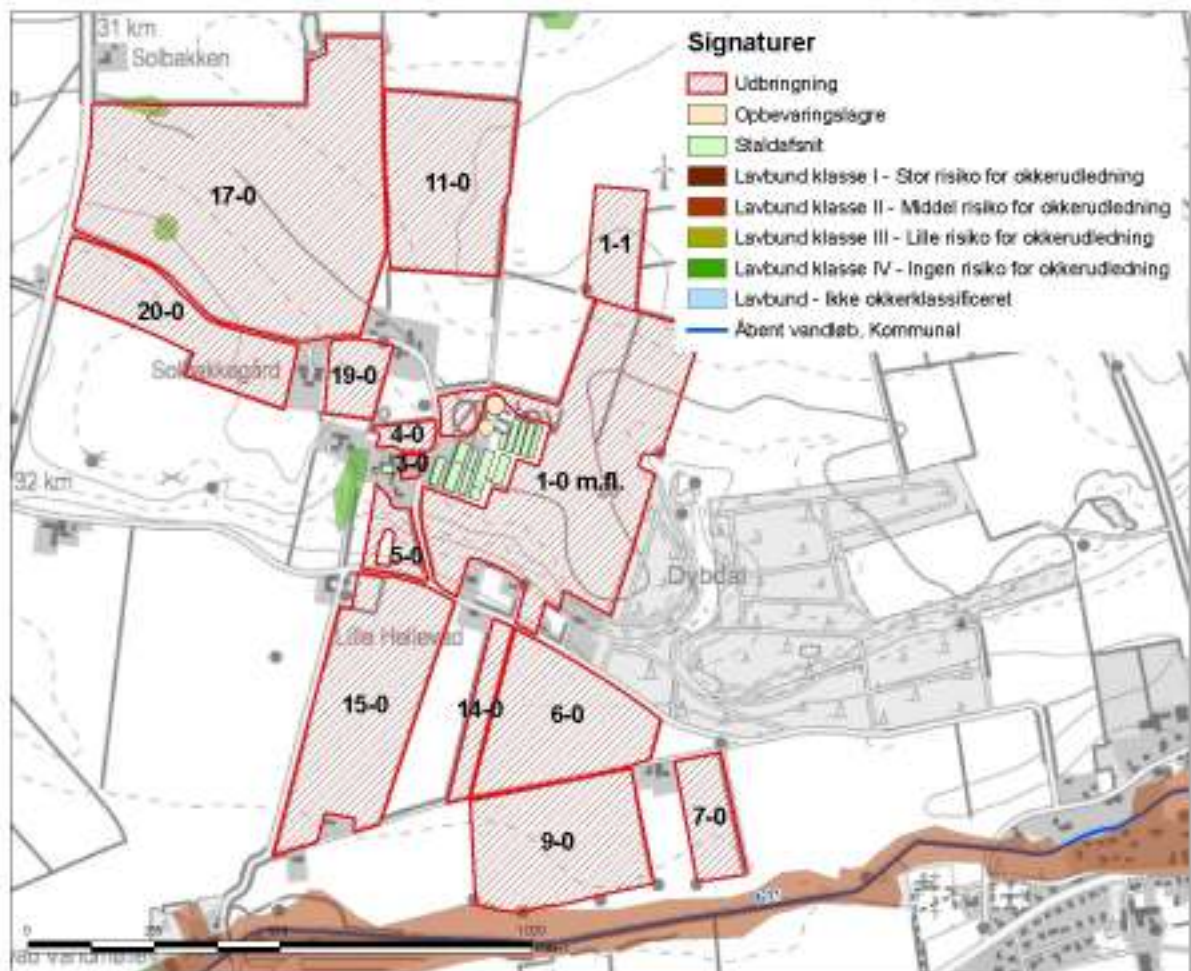 31 km
Solbakken
Signaturer
Udbringning
Opbevaringslagre
Staldafsnit
Lavbund klasse I - Stor risiko for okkerudledning
Lavbund klasse II - Middel risiko for okkerudledning
Lavbund klasse III - Lille risiko for okkerudledning
Lavbund klasse IV - Ingen risiko for okkerudledning
Lavbund - Ikke okkerklassificeret
Åbent vandløb, Kommunal
17-0
11-0
1-1
20-0
Solbakkegård
19-0
4-0
3-0
1-0 m.fl.
32 km
5-0
Dybdal
Lille Hellevad
15-0
14-0
6-0
7-0
9-0
0
1000